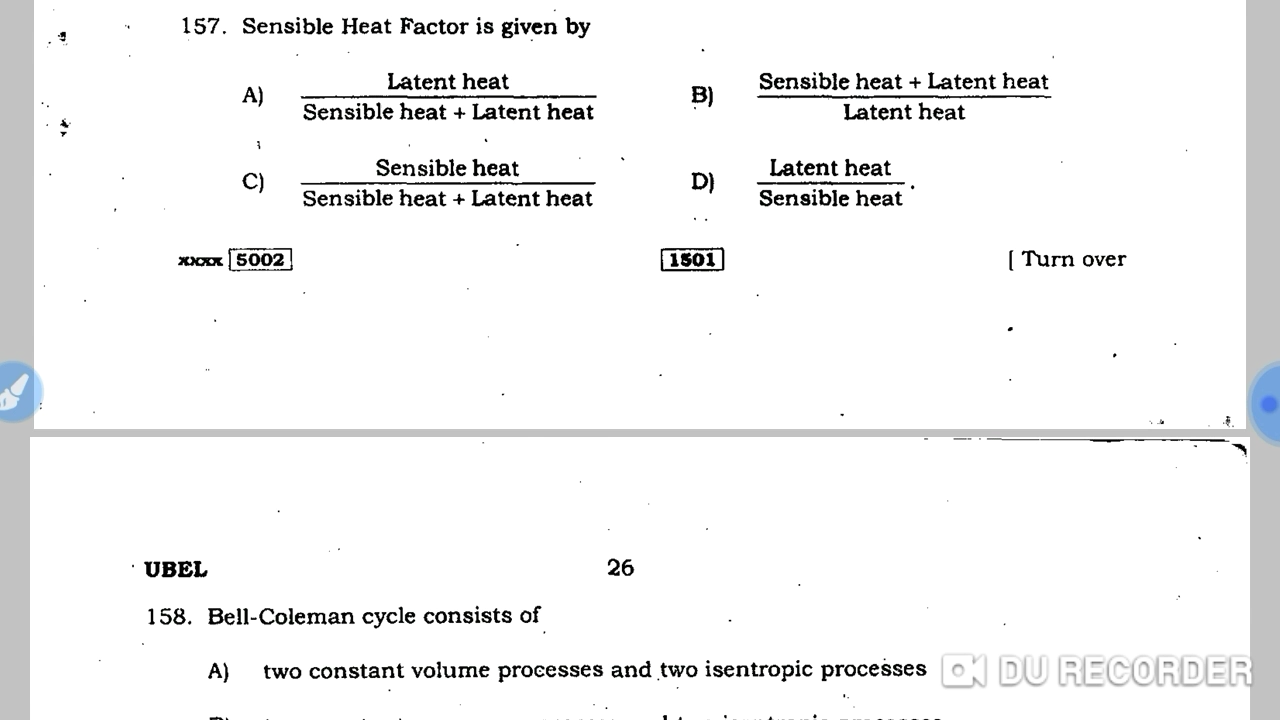 157. Sensible Heat Factor is given by
A) Latent heat / Sensible heat + Latent heat B) Sensible heat + Latent heat / Latent heat
C) Sensible heat / Sensible heat + Latent heat D) Latent heat / Sensible heat .
xxxx 5002 1501 [ Turn over
UBEL 26
158. Bell-Coleman cycle consists of
A) two constant volume processes and two isentropic processes
DU RECORDER